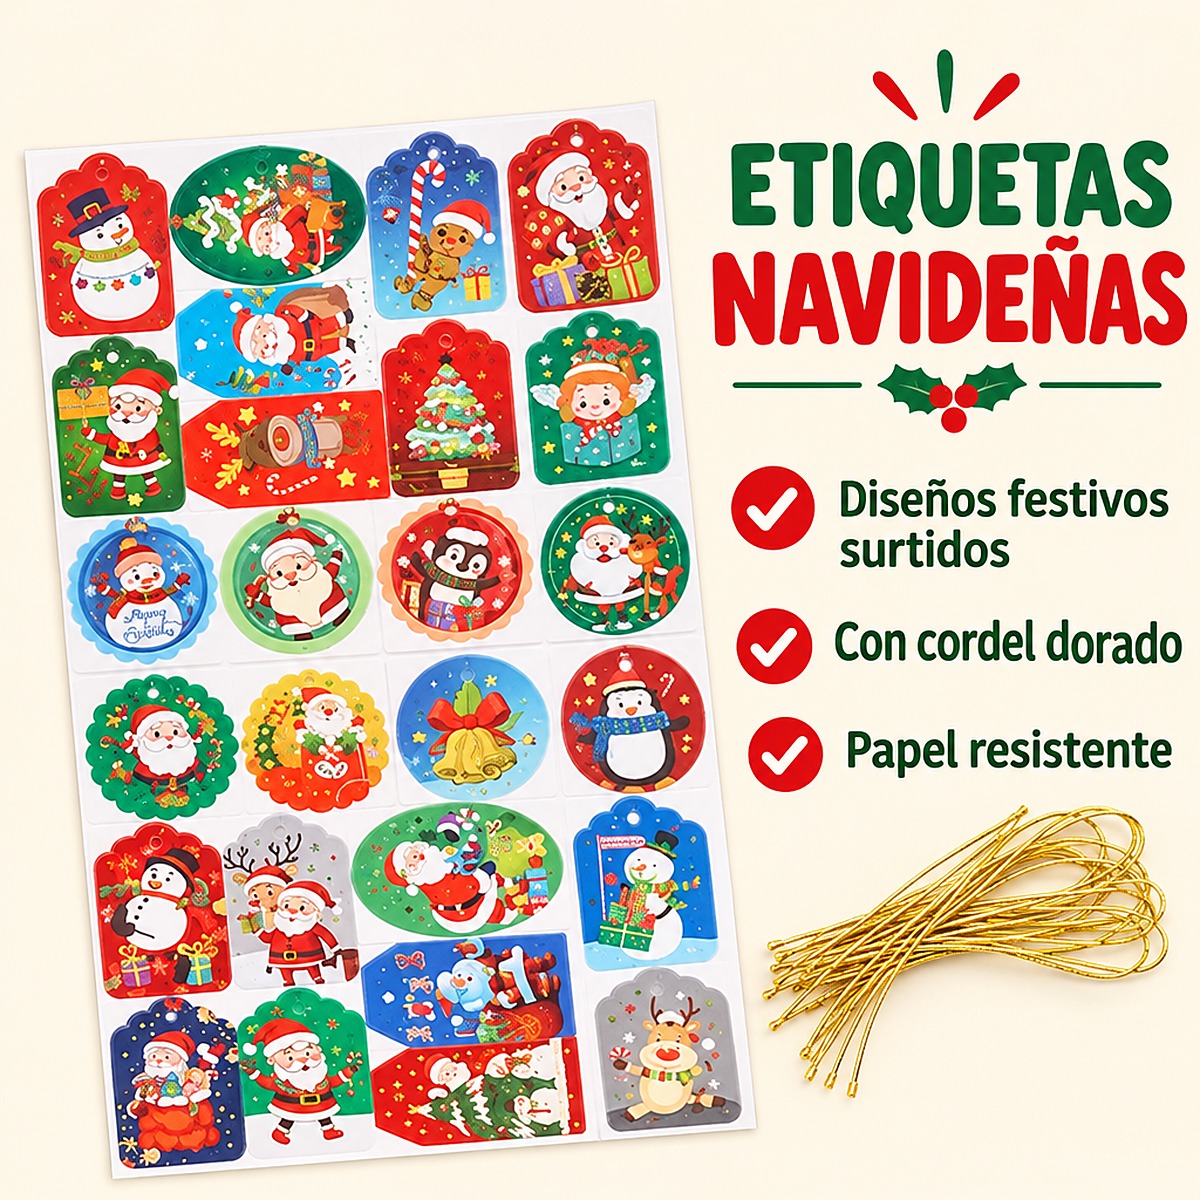 ETIQUETAS
NAVIDEÑAS
Diseños festivos
surtidos
Con cordel dorado
Papel resistente